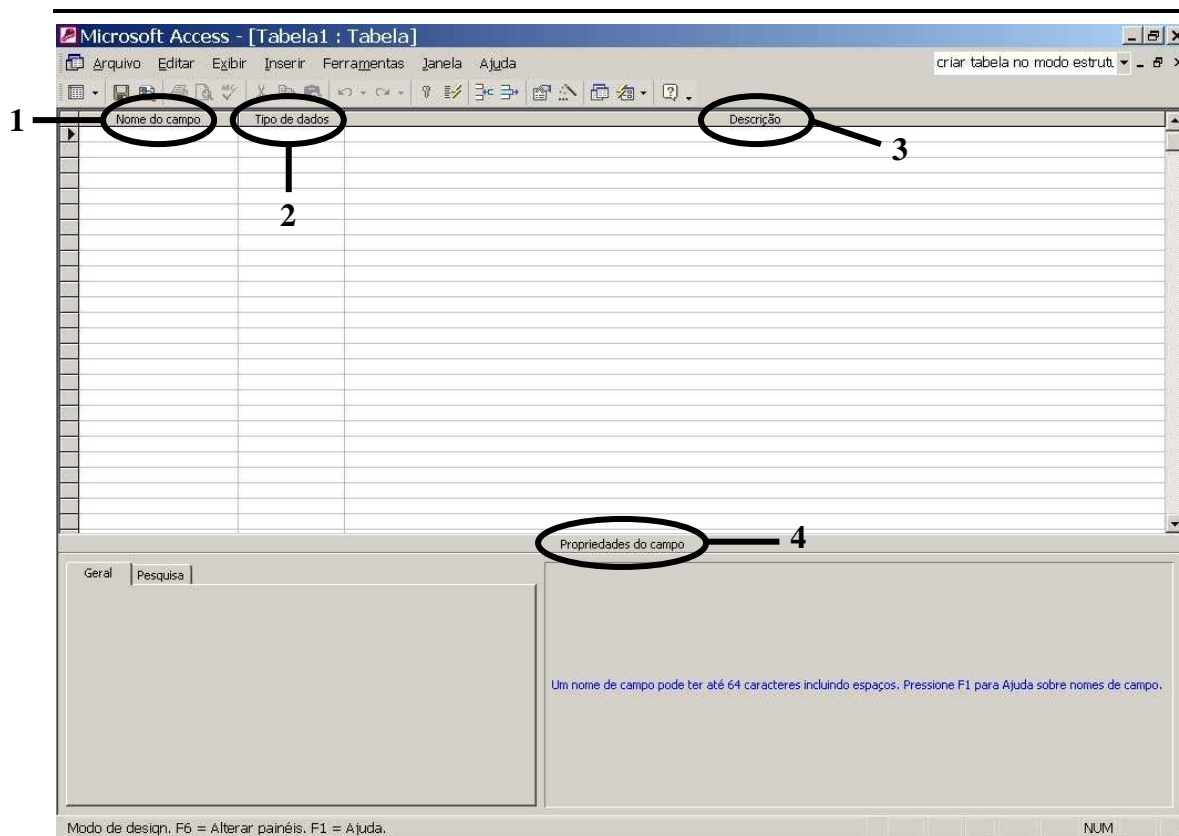 Microsoft Access - [Tabela1 : Tabela]
Arquivo Editar Exibir Inserir Ferramentas Janela Ajuda criar tabela no modo estrut
1 Nome do campo Tipo de dados Descrição
3
2
Propriedades do campo 4
Geral Pesquisa
Um nome de campo pode ter até 64 caracteres incluindo espaços. Pressione F1 para Ajuda sobre nomes de campo.
Modo de design. F6 = Alterar painéis. F1 = Ajuda. NUM